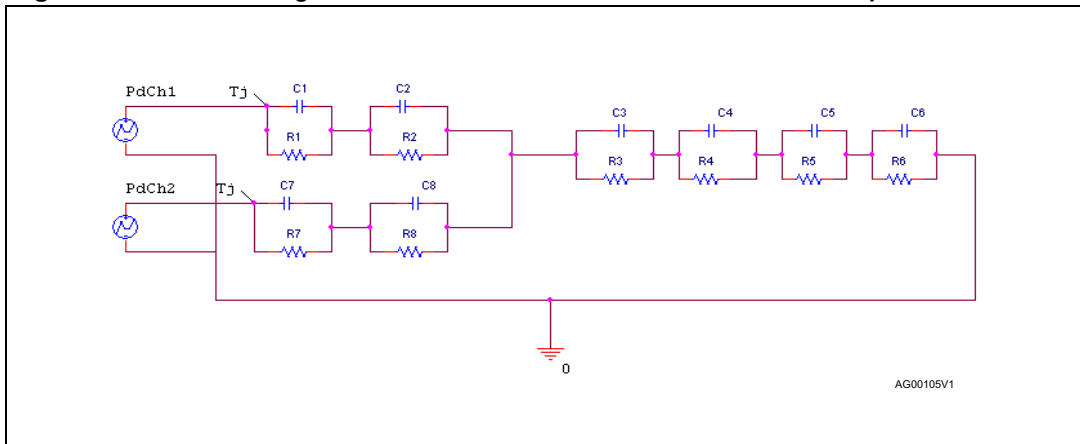 PdCh1
Tj
C1
C2
R1
R2
C3
C4
C5
C6
R3
R4
R5
R6
PdCh2
Tj
C7
C8
R7
R8
0
AG00105V1